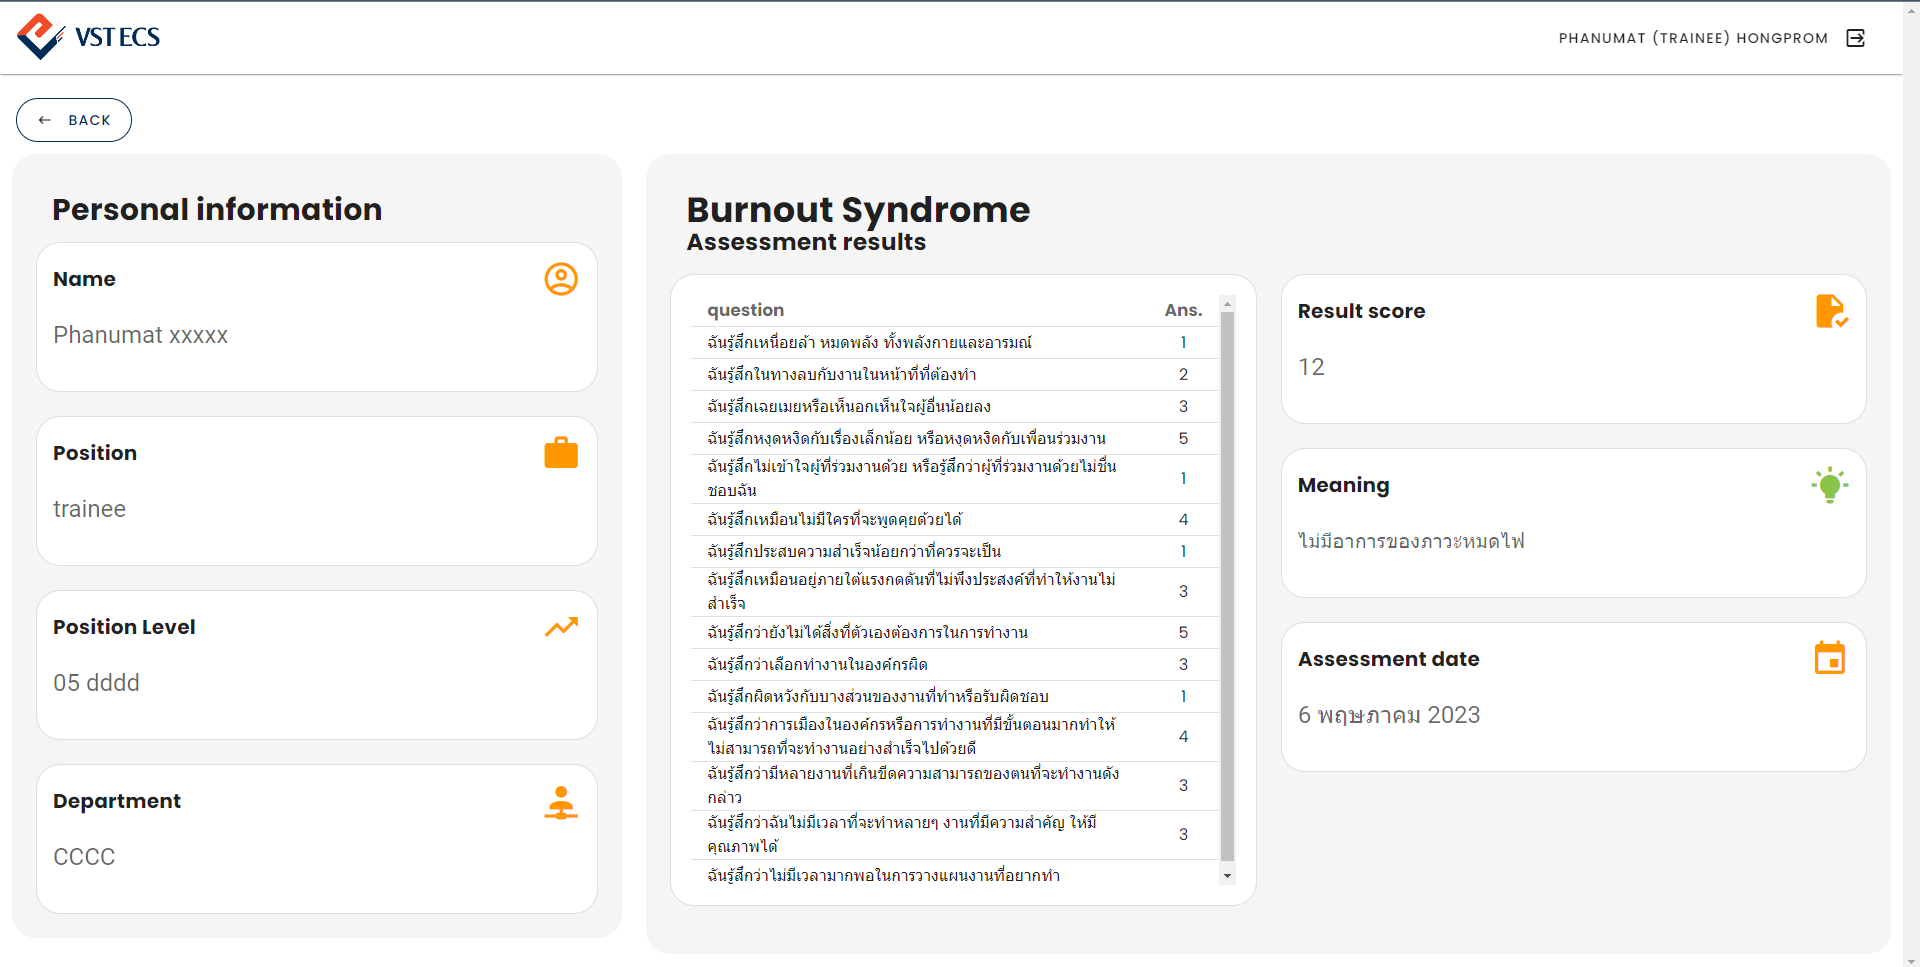 VST ECS
PHANUMAT (TRAINEE) HONGPROM
BACK
Personal information
Name
Phanumat xxxxx
Position
trainee
Position Level
05 dddd
Department
CCCC
Burnout Syndrome
Assessment results
question Ans.
ฉันรู้สึกเหนื่อยล้า หมดพลัง ทั้งพลังกายและอารมณ์ 1
ฉันรู้สึกในทางลบกับงานในหน้าที่ที่ต้องทำ 2
ฉันรู้สึกเฉยเมยหรือเห็นอกเห็นใจผู้อื่นน้อยลง 3
ฉันรู้สึกหงุดหงิดกับเรื่องเล็กน้อย หรือหงุดหงิดกับเพื่อนร่วมงาน 5
ฉันรู้สึกไม่เข้าใจผู้ที่ร่วมงานด้วย หรือรู้สึกว่าผู้ที่ร่วมงานด้วยไม่ชื่น
ชอบฉัน 1
ฉันรู้สึกเหมือนไม่มีใครที่จะพูดคุยด้วยได้ 4
ฉันรู้สึกประสบความสำเร็จน้อยกว่าที่ควรจะเป็น 1
ฉันรู้สึกเหมือนอยู่ภายใต้แรงกดดันที่ไม่พึงประสงค์ที่ทำให้งานไม่
สำเร็จ 3
ฉันรู้สึกว่ายังไม่ได้สิ่งที่ตัวเองต้องการในการทำงาน 5
ฉันรู้สึกว่าเลือกทำงานในองค์กรผิด 3
ฉันรู้สึกผิดหวังกับบางส่วนของงานที่ทำหรือรับผิดชอบ 1
ฉันรู้สึกว่าการเมืองในองค์กรหรือการทำงานที่มีขั้นตอนมากทำให้
ไม่สามารถที่จะทำงานอย่างสำเร็จไปด้วยดี 4
ฉันรู้สึกว่ามีหลายงานที่เกินขีดความสามารถของตนที่จะทำงานดัง
กล่าว 3
ฉันรู้สึกว่าฉันไม่มีเวลาที่จะทำหลายๆ งานที่มีความสำคัญ ให้มี
คุณภาพได้ 3
ฉันรู้สึกว่าไม่มีเวลามากพอในการวางแผนงานที่อยากทำ
Result score
12
Meaning
ไม่มีอาการของภาวะหมดไฟ
Assessment date
6 พฤษภาคม 2023